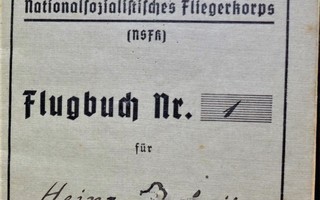 Nationalsozialistisches Fliegerkorps
(NSFK)
Flugbuch Nr. 1
für
Heinz